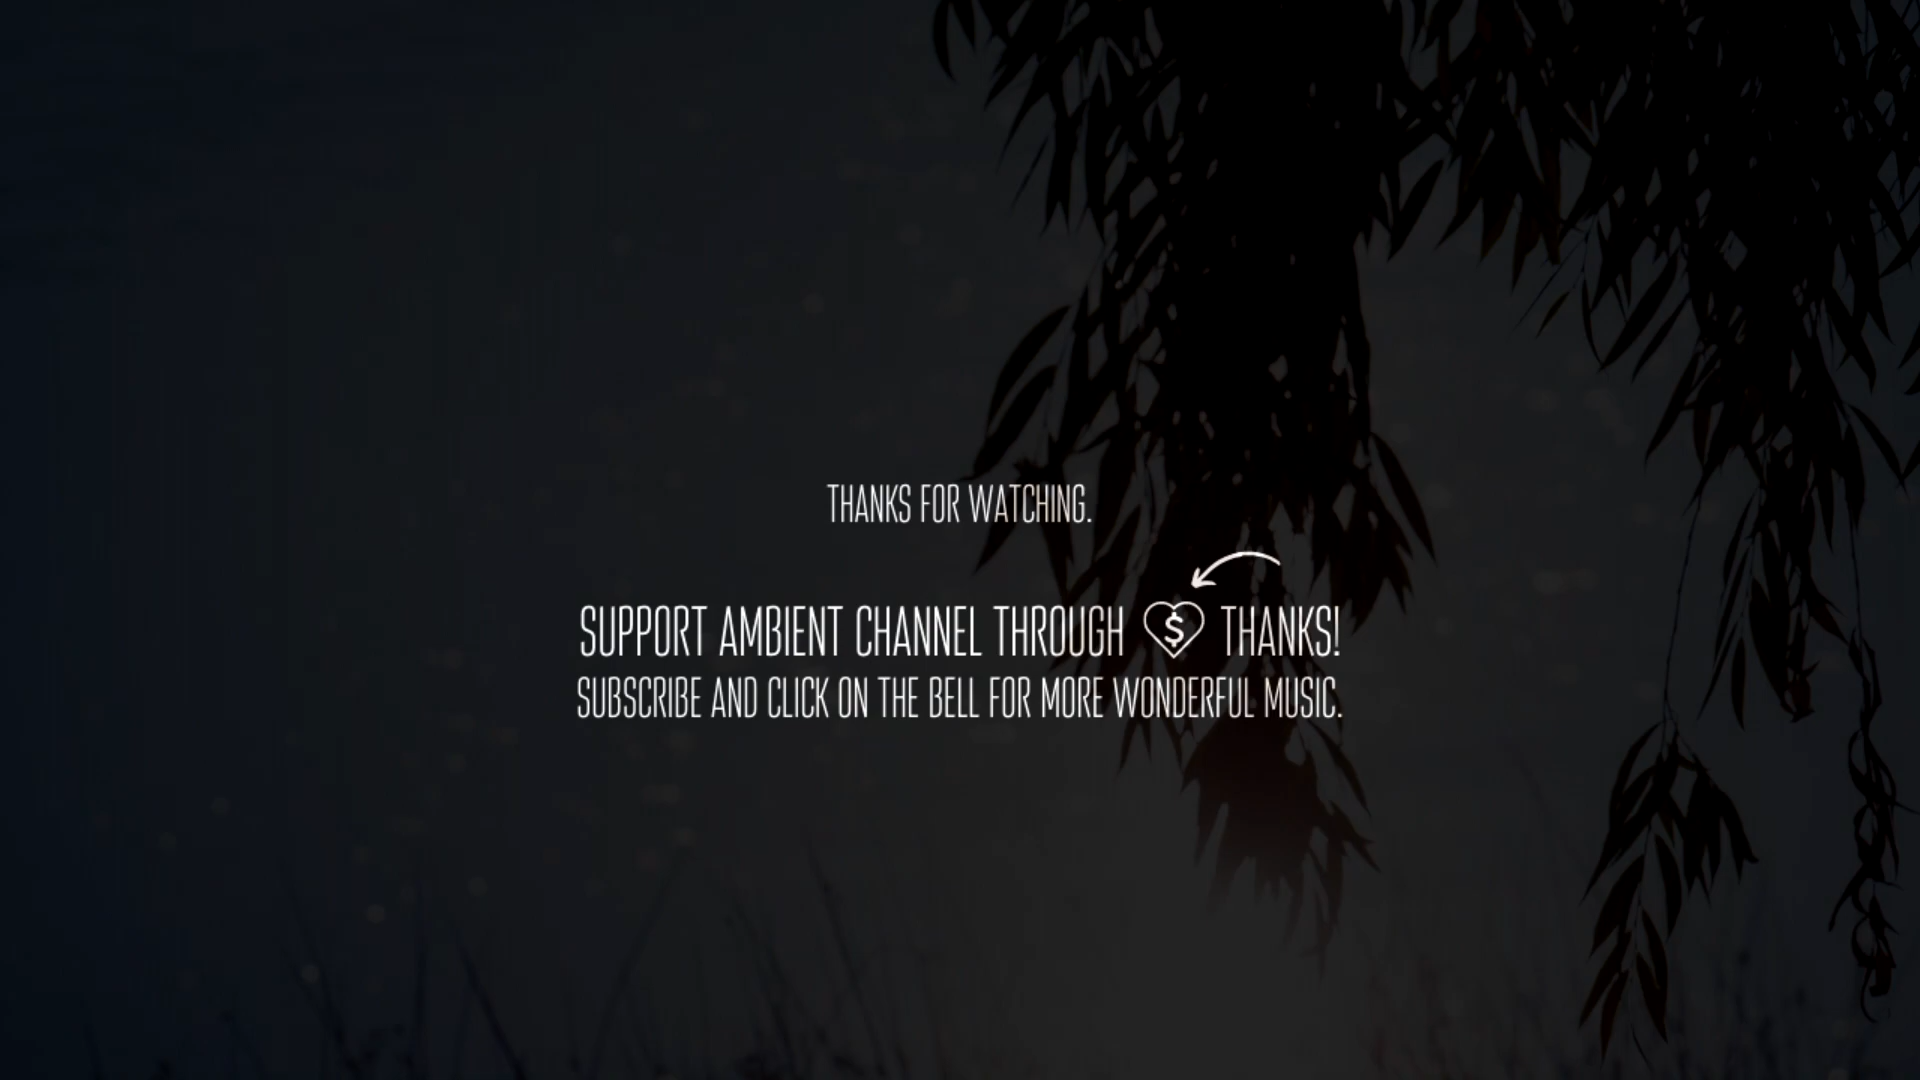 THANKS FOR WATCHING.
SUPPORT AMBIENT CHANNEL THROUGH $ THANKS!
SUBSCRIBE AND CLICK ON THE BELL FOR MORE WONDERFUL MUSIC.